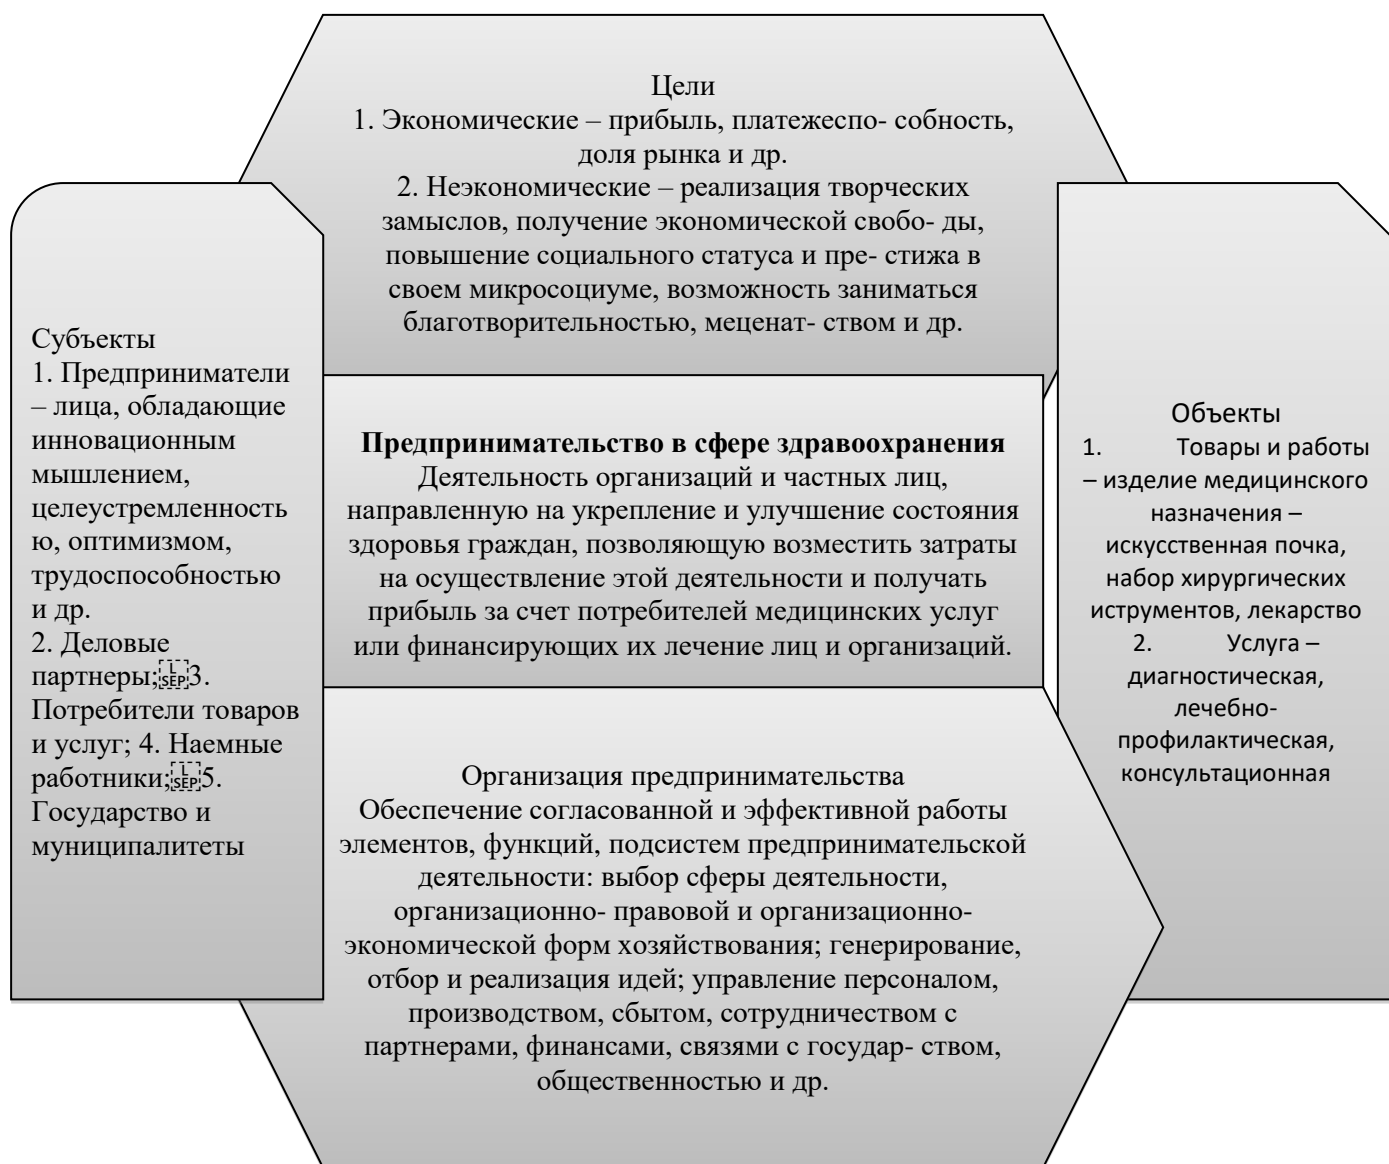 Цели
1. Экономические – прибыль, платежеспо- собность,
доля рынка и др.
2. Неэкономические – реализация творческих
замыслов, получение экономической свобо- ды,
повышение социального статуса и пре- стижа в
своем микросоциуме, возможность заниматься
благотворительностью, меценат- ством и др.
Субъекты
1. Предприниматели
– лица, обладающие
инновационным
мышлением,
целеустремленность
ю, оптимизмом,
трудоспособностью
и др.
2. Деловые
партнеры;L SEP3.
Потребители товаров
и услуг; 4. Наемные
работники;L SEP5.
Государство и
муниципалитеты
Предпринимательство в сфере здравоохранения
Деятельность организаций и частных лиц,
направленную на укрепление и улучшение состояния
здоровья граждан, позволяющую возместить затраты
на осуществление этой деятельности и получать
прибыль за счет потребителей медицинских услуг
или финансирующих их лечение лиц и организаций.
Объекты
1. Товары и работы
– изделие медицинского
назначения –
искусственная почка,
набор хирургических
иструментов, лекарство
2. Услуга –
диагностическая,
лечебно-
профилактическая,
консультационная
Организация предпринимательства
Обеспечение согласованной и эффективной работы
элементов, функций, подсистем предпринимательской
деятельности: выбор сферы деятельности,
организационно- правовой и организационно-
экономической форм хозяйствования; генерирование,
отбор и реализация идей; управление персоналом,
производством, сбытом, сотрудничеством с
партнерами, финансами, связями с государ- ством,
общественностью и др.